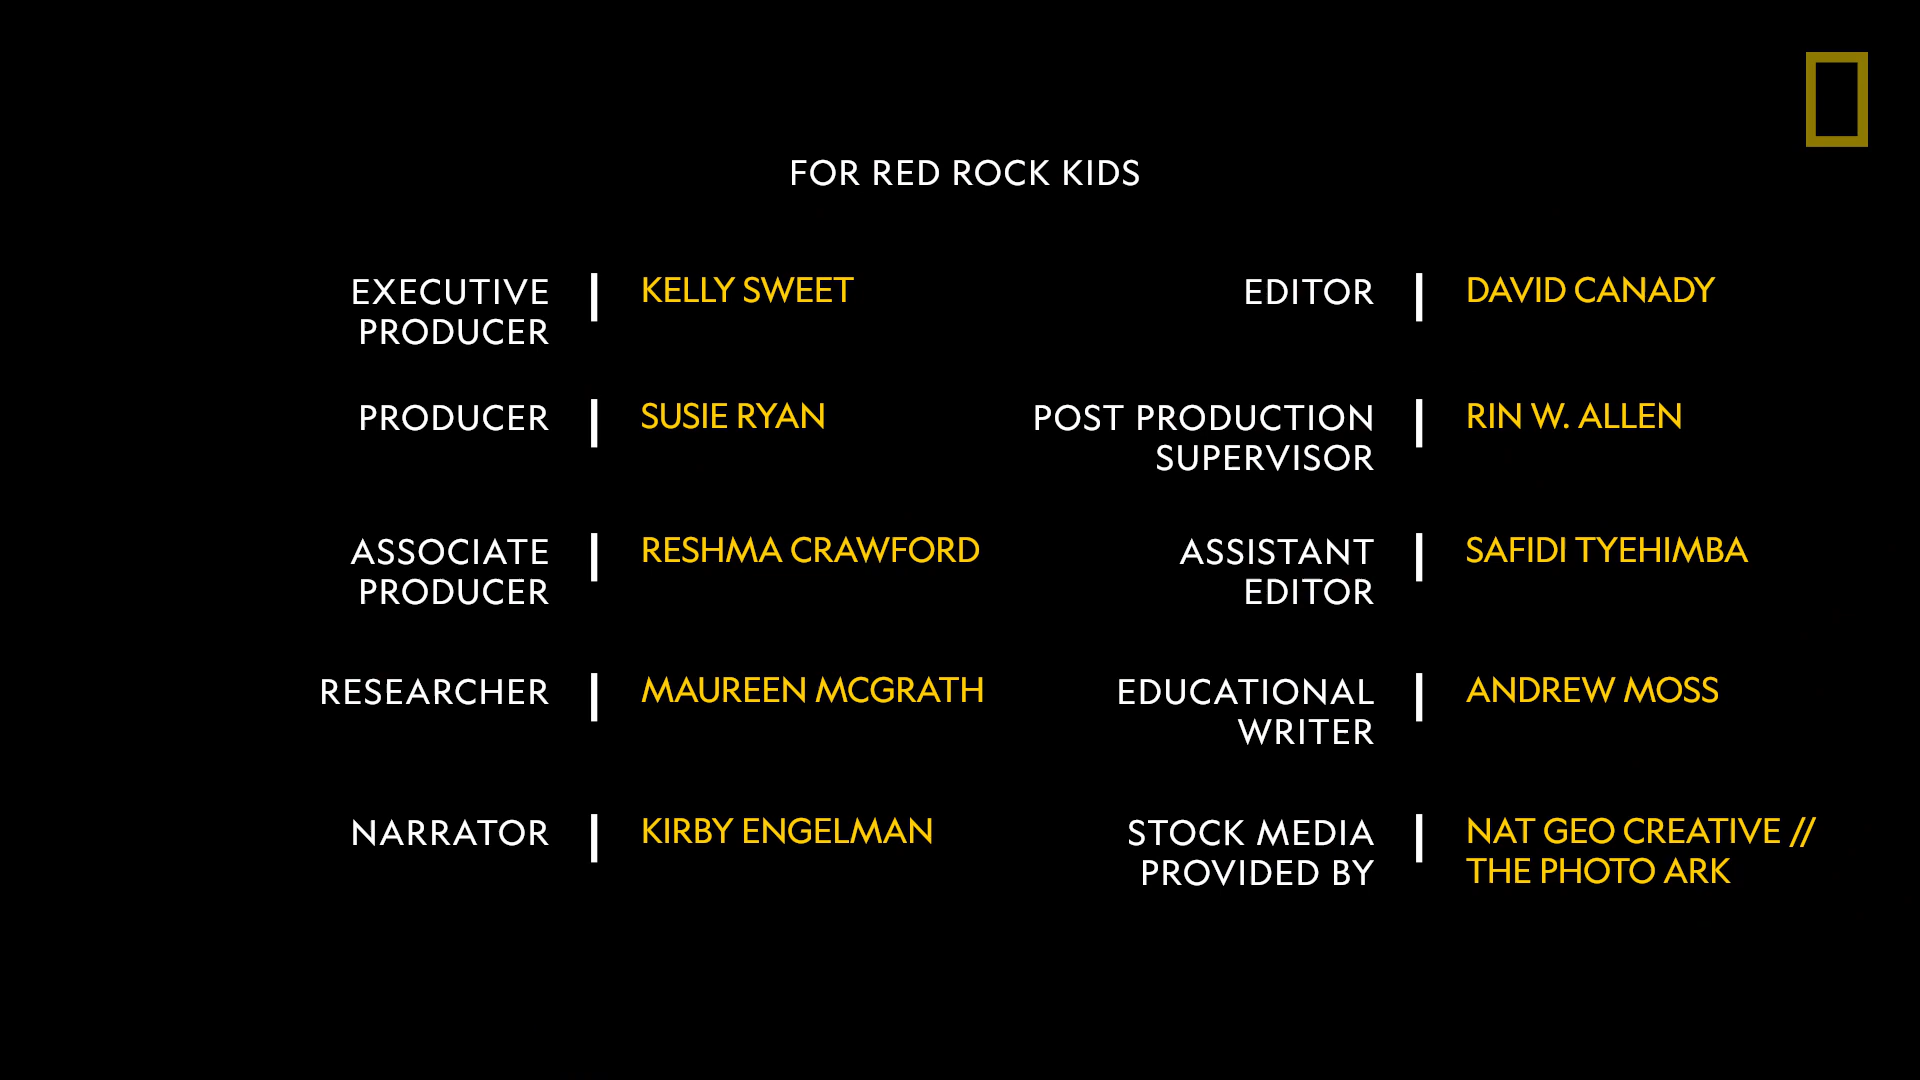 FOR RED ROCK KIDS
EXECUTIVE
PRODUCER
KELLY SWEET
PRODUCER
SUSIE RYAN
ASSOCIATE
PRODUCER
RESHMA CRAWFORD
RESEARCHER
MAUREEN MCGRATH
NARRATOR
KIRBY ENGELMAN
EDITOR
DAVID CANADY
POST PRODUCTION
SUPERVISOR
RIN W. ALLEN
ASSISTANT
EDITOR
SAFIDI TYEHIMBA
EDUCATIONAL
WRITER
ANDREW MOSS
STOCK MEDIA
PROVIDED BY
NAT GEO CREATIVE //
THE PHOTO ARK